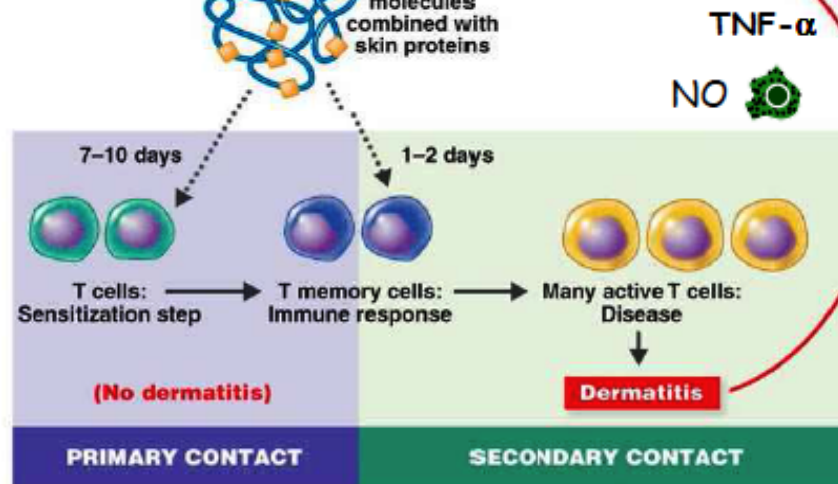 molecules
combined with
skin proteins
TNF-α
NO
7–10 days
1–2 days
T cells:
Sensitization step
T memory cells:
Immune response
Many active T cells:
Disease
(No dermatitis)
Dermatitis
PRIMARY CONTACT
SECONDARY CONTACT